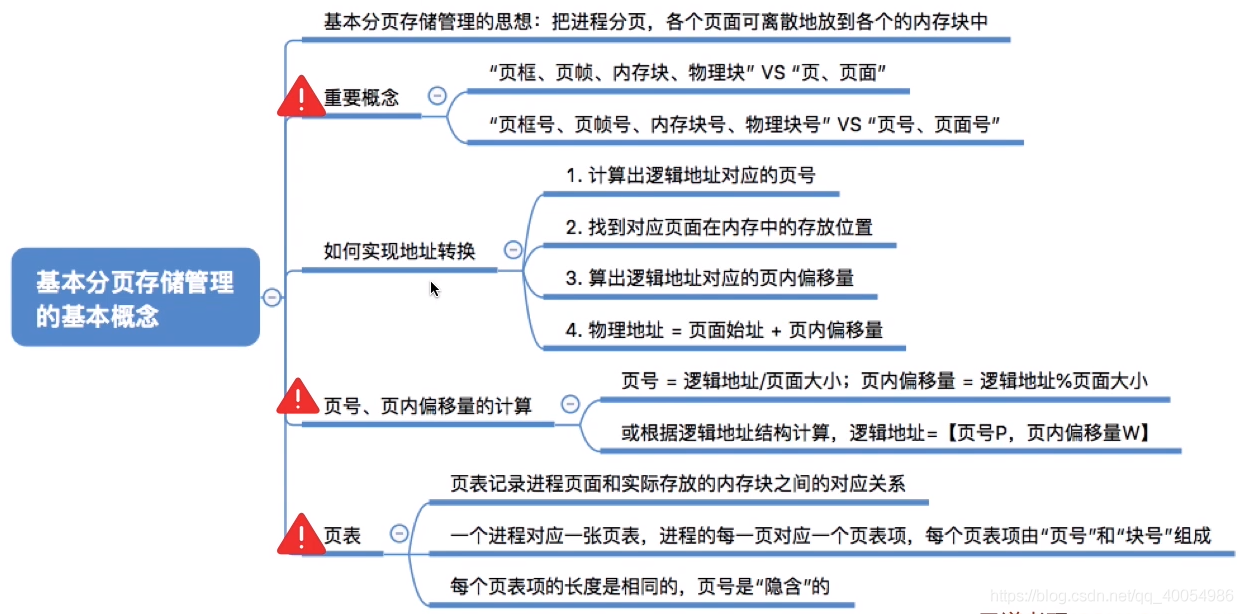 基本分页存储管理的思想：把进程分页，各个页面可离散地放到各个的内存块中
重要概念
“页框、页帧、内存块、物理块” VS “页、页面”
“页框号、页帧号、内存块号、物理块号” VS “页号、页面号”
基本分页存储管理
的基本概念
如何实现地址转换
1. 计算出逻辑地址对应的页号
2. 找到对应页面在内存中的存放位置
3. 算出逻辑地址对应的页内偏移量
4. 物理地址 = 页面始址 + 页内偏移量
页号、页内偏移量的计算
页号 = 逻辑地址/页面大小；页内偏移量 = 逻辑地址%页面大小
或根据逻辑地址结构计算，逻辑地址=【页号P，页内偏移量W】
页表
页表记录进程页面和实际存放的内存块之间的对应关系
一个进程对应一张页表，进程的每一页对应一个页表项，每个页表项由“页号”和“块号”组成
每个页表项的长度是相同的，页号是“隐含”的
https://blog.csdn.net/qq_40054986